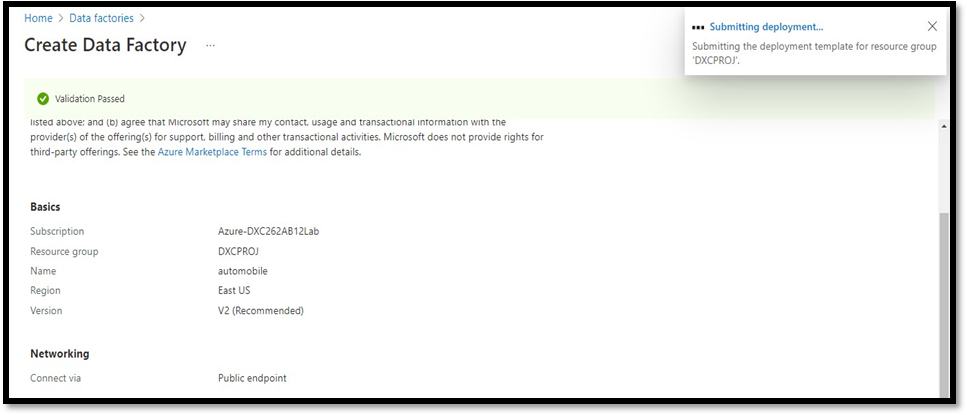 Home > Data factories >
Create Data Factory ...
Submitting deployment...
Submitting the deployment template for resource group
'DXCPROJ'.
Validation Passed
listed above; and (b) agree that Microsoft may share my contact, usage and transactional information with the
provider(s) of the offering(s) for support, billing and other transactional activities. Microsoft does not provide rights for
third-party offerings. See the Azure Marketplace Terms for additional details.
Basics
Subscription Azure-DXC262AB12Lab
Resource group DXCPROJ
Name automobile
Region East US
Version V2 (Recommended)
Networking
Connect via Public endpoint